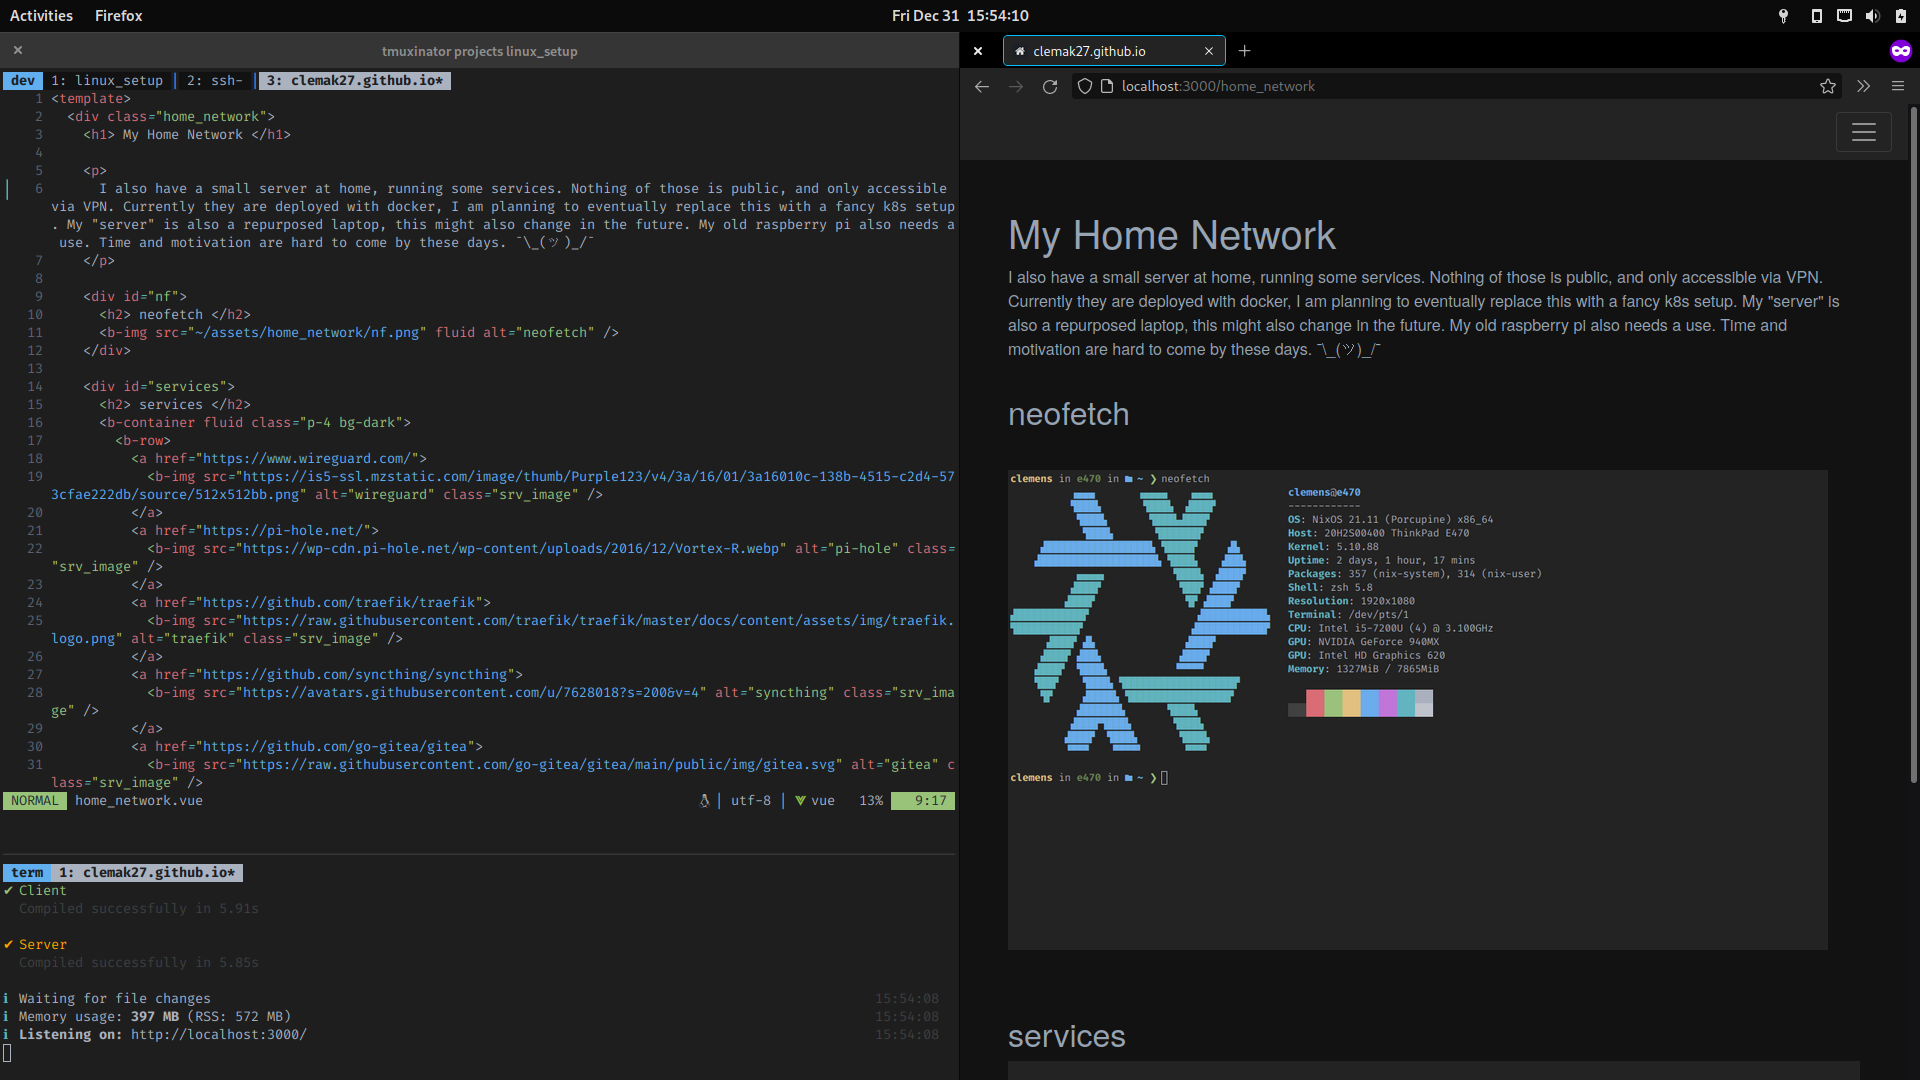 Activities Firefox Fri Dec 31 15:54:10
tmuxinator projects linux_setup
dev 1: linux_setup 2: ssh- 3: clemak27.github.io*
1 <template>
2 <div class="home_network">
3 <h1> My Home Network </h1>
4
5 <p>
6 I also have a small server at home, running some services. Nothing of those is public, and only accessible
via VPN. Currently they are deployed with docker, I am planning to eventually replace this with a fancy k8s setup
. My "server" is also a repurposed laptop, this might also change in the future. My old raspberry pi also needs a
use. Time and motivation are hard to come by these days. ¯\_(ツ)_/¯
7 </p>
8
9 <div id="nf">
10 <h2> neofetch </h2>
11 <b-img src="~/assets/home_network/nf.png" fluid alt="neofetch" />
12 </div>
13
14 <div id="services">
15 <h2> services </h2>
16 <b-container fluid class="p-4 bg-dark">
17 <b-row>
18 <a href="https://www.wireguard.com/">
19 <b-img src="https://is5-ssl.mzstatic.com/image/thumb/Purple123/v4/3a/16/01/3a16010c-138b-4515-c2d4-57
3cfae222db/source/512x512bb.png" alt="wireguard" class="srv_image" />
20 </a>
21 <a href="https://pi-hole.net/">
22 <b-img src="https://wp-cdn.pi-hole.net/wp-content/uploads/2016/12/Vortex-R.webp" alt="pi-hole" class=
"srv_image" />
23 </a>
24 <a href="https://github.com/traefik/traefik">
25 <b-img src="https://raw.githubusercontent.com/traefik/traefik/master/docs/content/assets/img/traefik.
logo.png" alt="traefik" class="srv_image" />
26 </a>
27 <a href="https://github.com/syncthing/syncthing">
28 <b-img src="https://avatars.githubusercontent.com/u/7628018?s=200&v=4" alt="syncthing" class="srv_ima
ge" />
29 </a>
30 <a href="https://github.com/go-gitea/gitea">
31 <b-img src="https://raw.githubusercontent.com/go-gitea/gitea/main/public/img/gitea.svg" alt="gitea" c
lass="srv_image" />
NORMAL home_network.vue utf-8 vue 13% 9:17
term 1: clemak27.github.io*
✔ Client
Compiled successfully in 5.91s
✔ Server
Compiled successfully in 5.85s
ℹ Waiting for file changes 15:54:08
ℹ Memory usage: 397 MB (RSS: 572 MB) 15:54:08
ℹ Listening on: http://localhost:3000/ 15:54:08
clemak27.github.io
localhost:3000/home_network
My Home Network
I also have a small server at home, running some services. Nothing of those is public, and only accessible via VPN.
Currently they are deployed with docker, I am planning to eventually replace this with a fancy k8s setup. My "server" is
also a repurposed laptop, this might also change in the future. My old raspberry pi also needs a use. Time and
motivation are hard to come by these days. ¯\_(ツ)_/¯
neofetch
clemens in e470 in ~ ❯ neofetch
clemens@e470
------------
OS: NixOS 21.11 (Porcupine) x86_64
Host: 20H2S00400 ThinkPad E470
Kernel: 5.10.88
Uptime: 2 days, 1 hour, 17 mins
Packages: 357 (nix-system), 314 (nix-user)
Shell: zsh 5.8
Resolution: 1920x1080
Terminal: /dev/pts/1
CPU: Intel i5-7200U (4) @ 3.100GHz
GPU: NVIDIA GeForce 940MX
GPU: Intel HD Graphics 620
Memory: 1327MiB / 7865MiB
clemens in e470 in ~ ❯
services